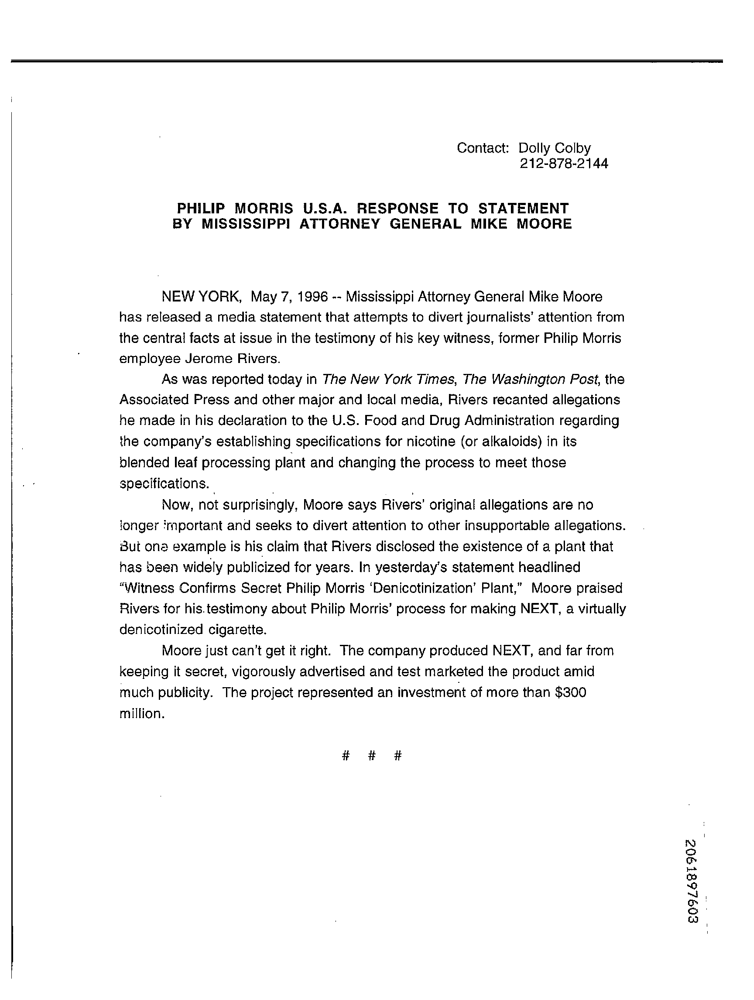 Contact: Dolly Colby
212-878-2144
PHILIP MORRIS U.S.A. RESPONSE TO STATEMENT
BY MISSISSIPPI ATTORNEY GENERAL MIKE MOORE
NEW YORK, May 7, 1996 -- Mississippi Attorney General Mike Moore
has released a media statement that attempts to divert journalists' attention from
the central facts at issue in the testimony of his key witness, former Philip Morris
employee Jerome Rivers.
As was reported today in The New York Times, The Washington Post, the
Associated Press and other major and local media, Rivers recanted allegations
he made in his declaration to the U.S. Food and Drug Administration regarding
the company's establishing specifications for nicotine (or alkaloids) in its
blended leaf processing plant and changing the process to meet those
specifications.
Now, not surprisingly, Moore says Rivers' original allegations are no
longer important and seeks to divert attention to other insupportable allegations.
But one example is his claim that Rivers disclosed the existence of a plant that
has been widely publicized for years. In yesterday's statement headlined
"Witness Confirms Secret Philip Morris 'Denicotinization' Plant," Moore praised
Rivers for his testimony about Philip Morris' process for making NEXT, a virtually
denicotinized cigarette.
Moore just can't get it right. The company produced NEXT, and far from
keeping it secret, vigorously advertised and test marketed the product amid
much publicity. The project represented an investment of more than $300
million.
# # #
2061897603